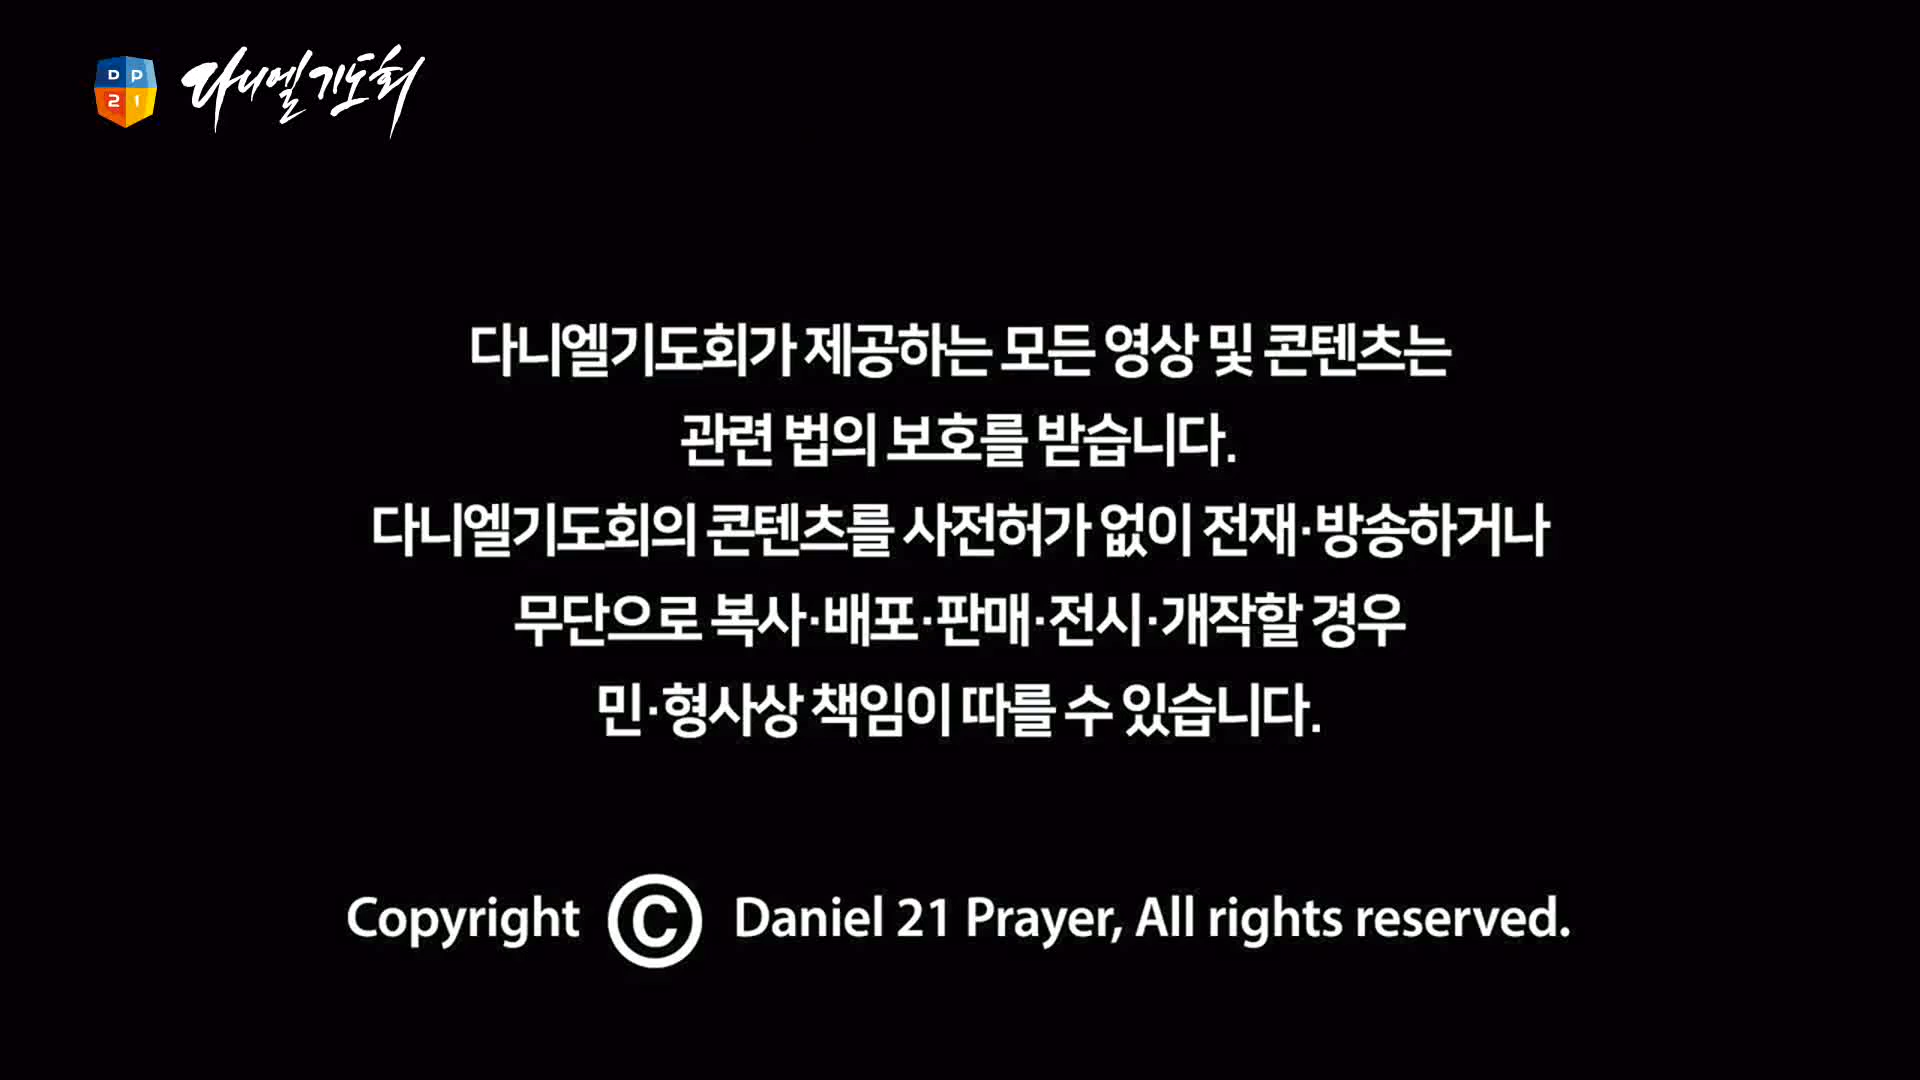 DP
21
다니엘기도회
다니엘기도회가 제공하는 모든 영상 및 콘텐츠는
관련 법의 보호를 받습니다.
다니엘기도회의 콘텐츠를 사전허가 없이 전재·방송하거나
무단으로 복사·배포·판매·전시·개작할 경우
민·형사상 책임이 따를 수 있습니다.
Copyright © Daniel 21 Prayer, All rights reserved.